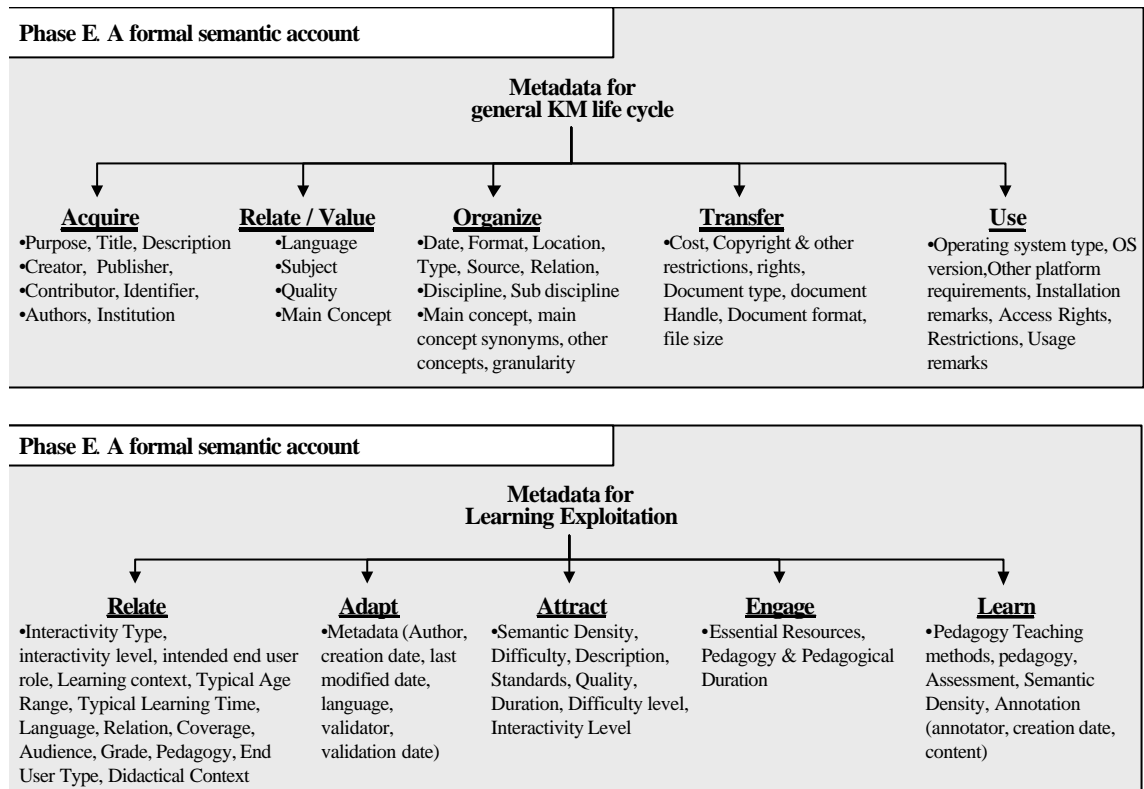 Phase E. A formal semantic account
Metadata for
general KM life cycle
Acquire
•Purpose, Title, Description
•Creator, Publisher,
•Contributor, Identifier,
•Authors, Institution
Relate / Value
•Language
•Subject
•Quality
•Main Concept
Organize
•Date, Format, Location,
Type, Source, Relation,
•Discipline, Sub discipline
•Main concept, main
concept synonyms, other
concepts, granularity
Transfer
•Cost, Copyright & other
restrictions, rights,
Document type, document
Handle, Document format,
file size
Use
•Operating system type, OS
version,Other platform
requirements, Installation
remarks, Access Rights,
Restrictions, Usage
remarks
Phase E. A formal semantic account
Metadata for
Learning Exploitation
Relate
•Interactivity Type,
interactivity level, intended end user
role, Learning context, Typical Age
Range, Typical Learning Time,
Language, Relation, Coverage,
Audience, Grade, Pedagogy, End
User Type, Didactical Context
Adapt
•Metadata (Author,
creation date, last
modified date,
language,
validator,
validation date)
Attract
•Semantic Density,
Difficulty, Description,
Standards, Quality,
Duration, Difficulty level,
Interactivity Level
Engage
•Essential Resources,
Pedagogy & Pedagogical
Duration
Learn
•Pedagogy Teaching
methods, pedagogy,
Assessment, Semantic
Density, Annotation
(annotator, creation date,
content)